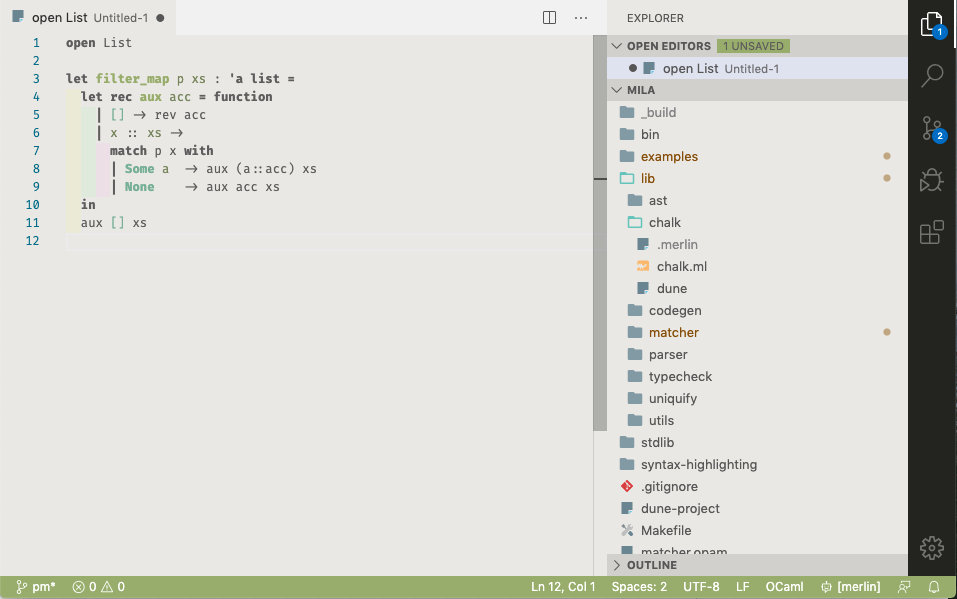 open List Untitled-1
1 open List
2
3 let filter_map p xs : 'a list =
4 let rec aux acc = function
5 | [] → rev acc
6 | x :: xs →
7 match p x with
8 | Some a → aux (a::acc) xs
9 | None → aux acc xs
10 in
11 aux [] xs
12
EXPLORER
OPEN EDITORS 1 UNSAVED
open List Untitled-1
MILA
_build
bin
examples
lib
ast
chalk
.merlin
chalk.ml
dune
codegen
matcher
parser
typecheck
uniquify
utils
stdlib
syntax-highlighting
.gitignore
dune-project
Makefile
matcher.opam
OUTLINE
1
2
pm* 0 0 Ln 12, Col 1 Spaces: 2 UTF-8 LF OCaml [merlin]